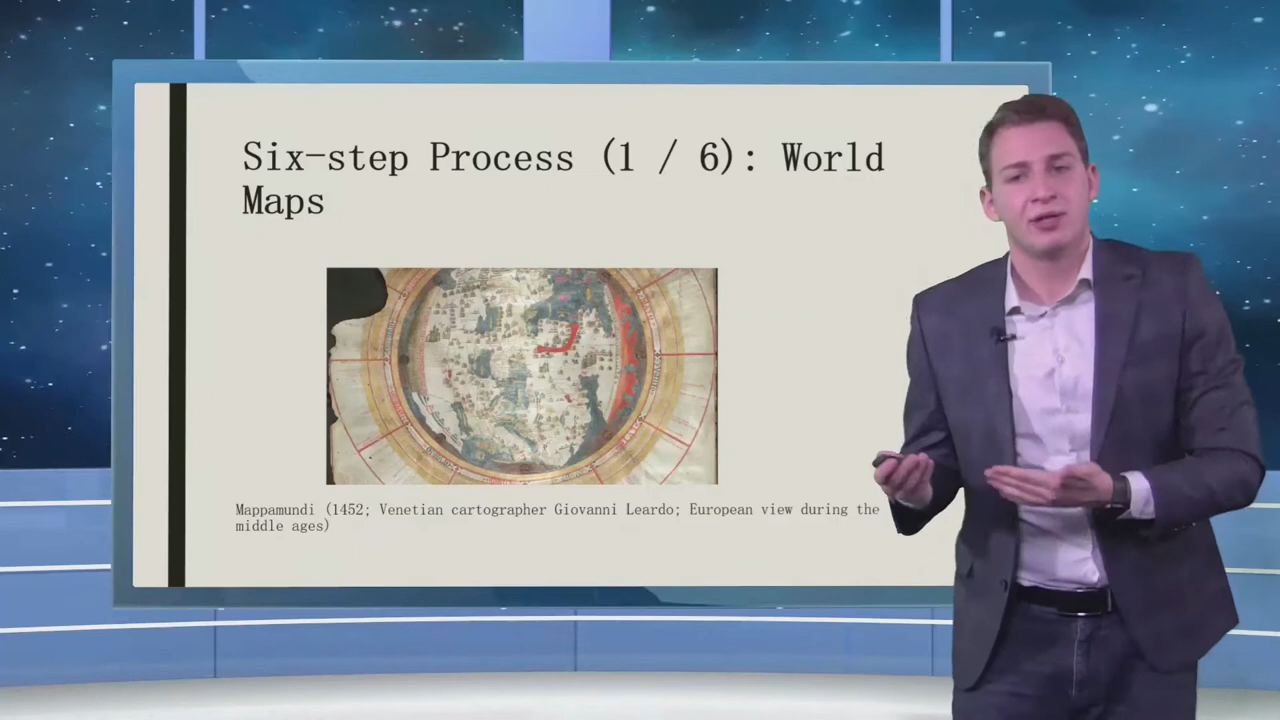 Six-step Process (1 / 6): World
Maps
Mappamundi (1452; Venetian cartographer Giovanni Leardo; European view during the
middle ages)